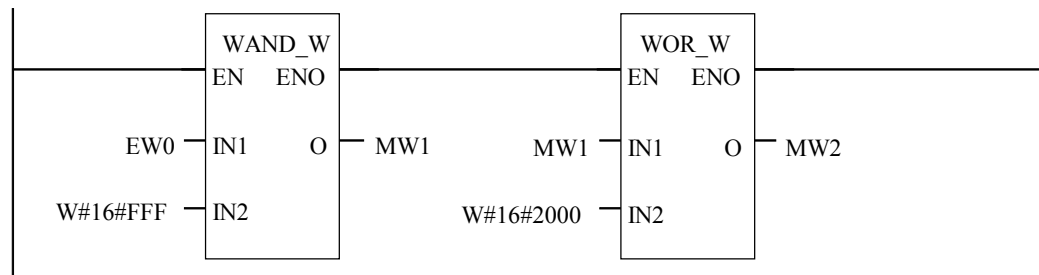 WAND_W WOR_W
EN ENO EN ENO
EW0 IN1 O MW1 MW1 IN1 O MW2
W#16#FFF IN2 W#16#2000 IN2